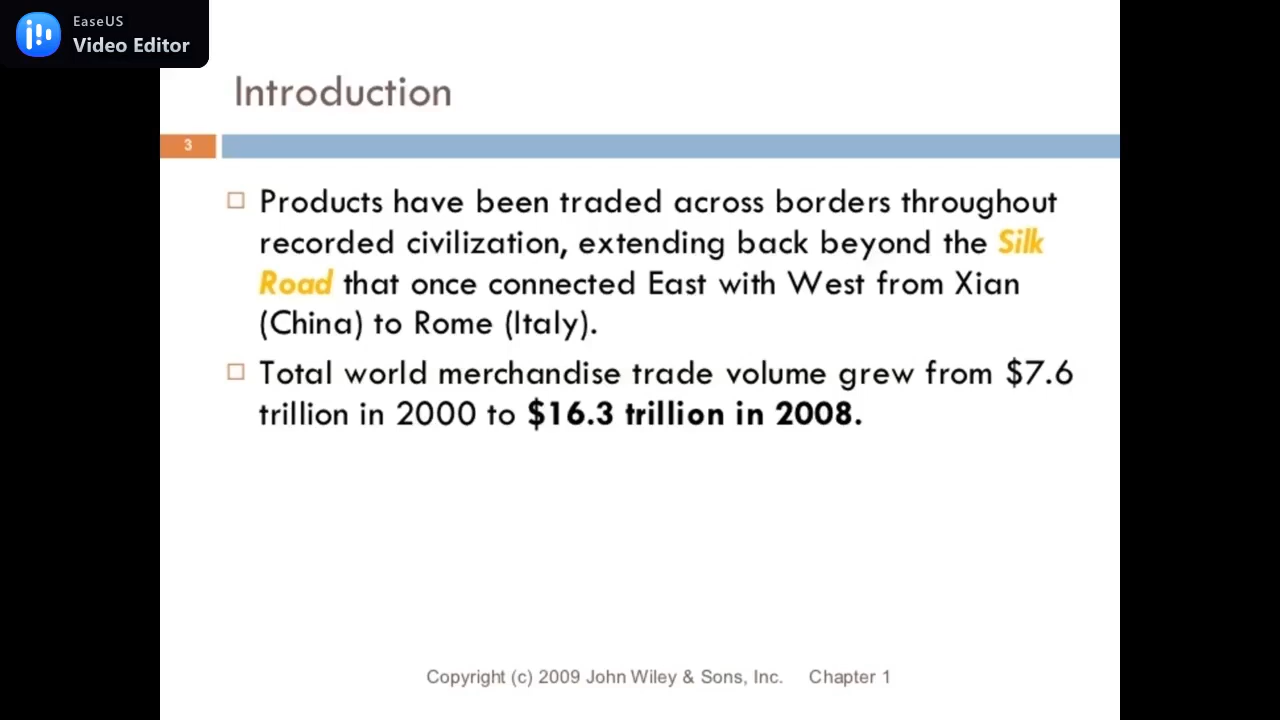 EaseUS
Video Editor
Introduction
3
Products have been traded across borders throughout
recorded civilization, extending back beyond the Silk
Road that once connected East with West from Xian
(China) to Rome (Italy).
Total world merchandise trade volume grew from $7.6
trillion in 2000 to $16.3 trillion in 2008.
Copyright (c) 2009 John Wiley & Sons, Inc. Chapter 1